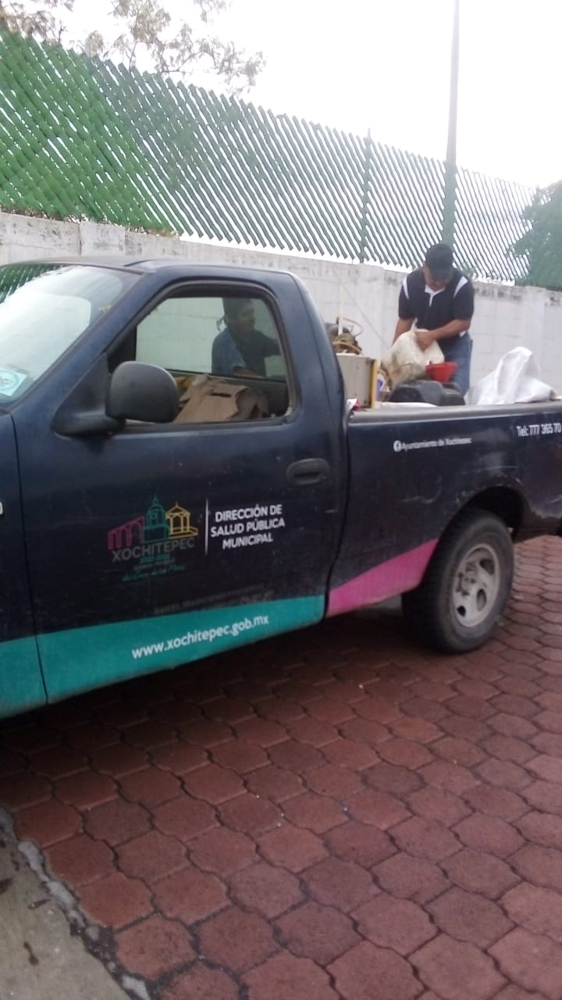 XOCHITEPEC
DIRECCIÓN DE
SALUD PÚBLICA
MUNICIPAL
www.xochitepec.gob.mx
Ayuntamiento de Xochitepec
Tel: 777 365 70